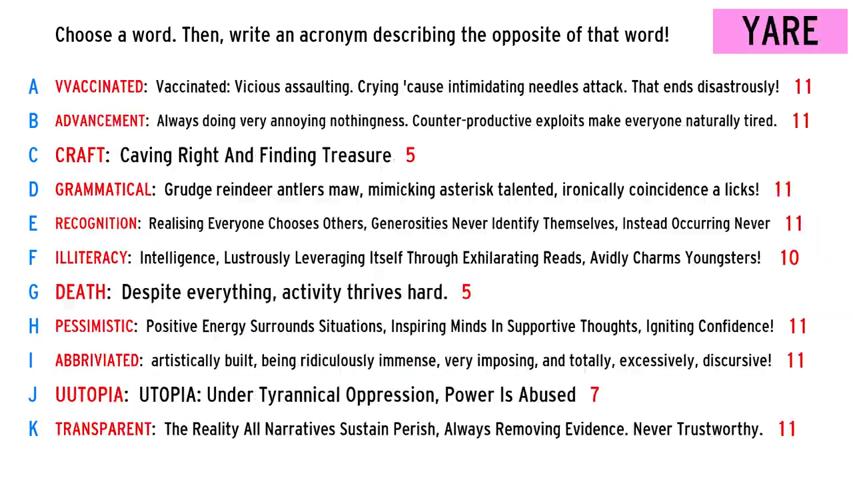 Choose a word. Then, write an acronym describing the opposite of that word!
YARE
A VVACCINATED: Vaccinated: Vicious assaulting. Crying 'cause intimidating needles attack. That ends disastrously! 11
B ADVANCEMENT: Always doing very annoying nothingness. Counter-productive exploits make everyone naturally tired. 11
C CRAFT: Caving Right And Finding Treasure 5
D GRAMMATICAL: Grudge reindeer antlers maw, mimicking asterisk talented, ironically coincidence a licks! 11
E RECOGNITION: Realising Everyone Chooses Others, Generosities Never Identify Themselves, Instead Occurring Never 11
F ILLITERACY: Intelligence, Lustrously Leveraging Itself Through Exhilarating Reads, Avidly Charms Youngsters! 10
G DEATH: Despite everything, activity thrives hard. 5
H PESSIMISTIC: Positive Energy Surrounds Situations, Inspiring Minds In Supportive Thoughts, Igniting Confidence! 11
I ABBRIVIATED: artistically built, being ridiculously immense, very imposing, and totally, excessively, discursive! 11
J UUTOPIA: UTOPIA: Under Tyrannical Oppression, Power Is Abused 7
K TRANSPARENT: The Reality All Narratives Sustain Perish, Always Removing Evidence. Never Trustworthy. 11